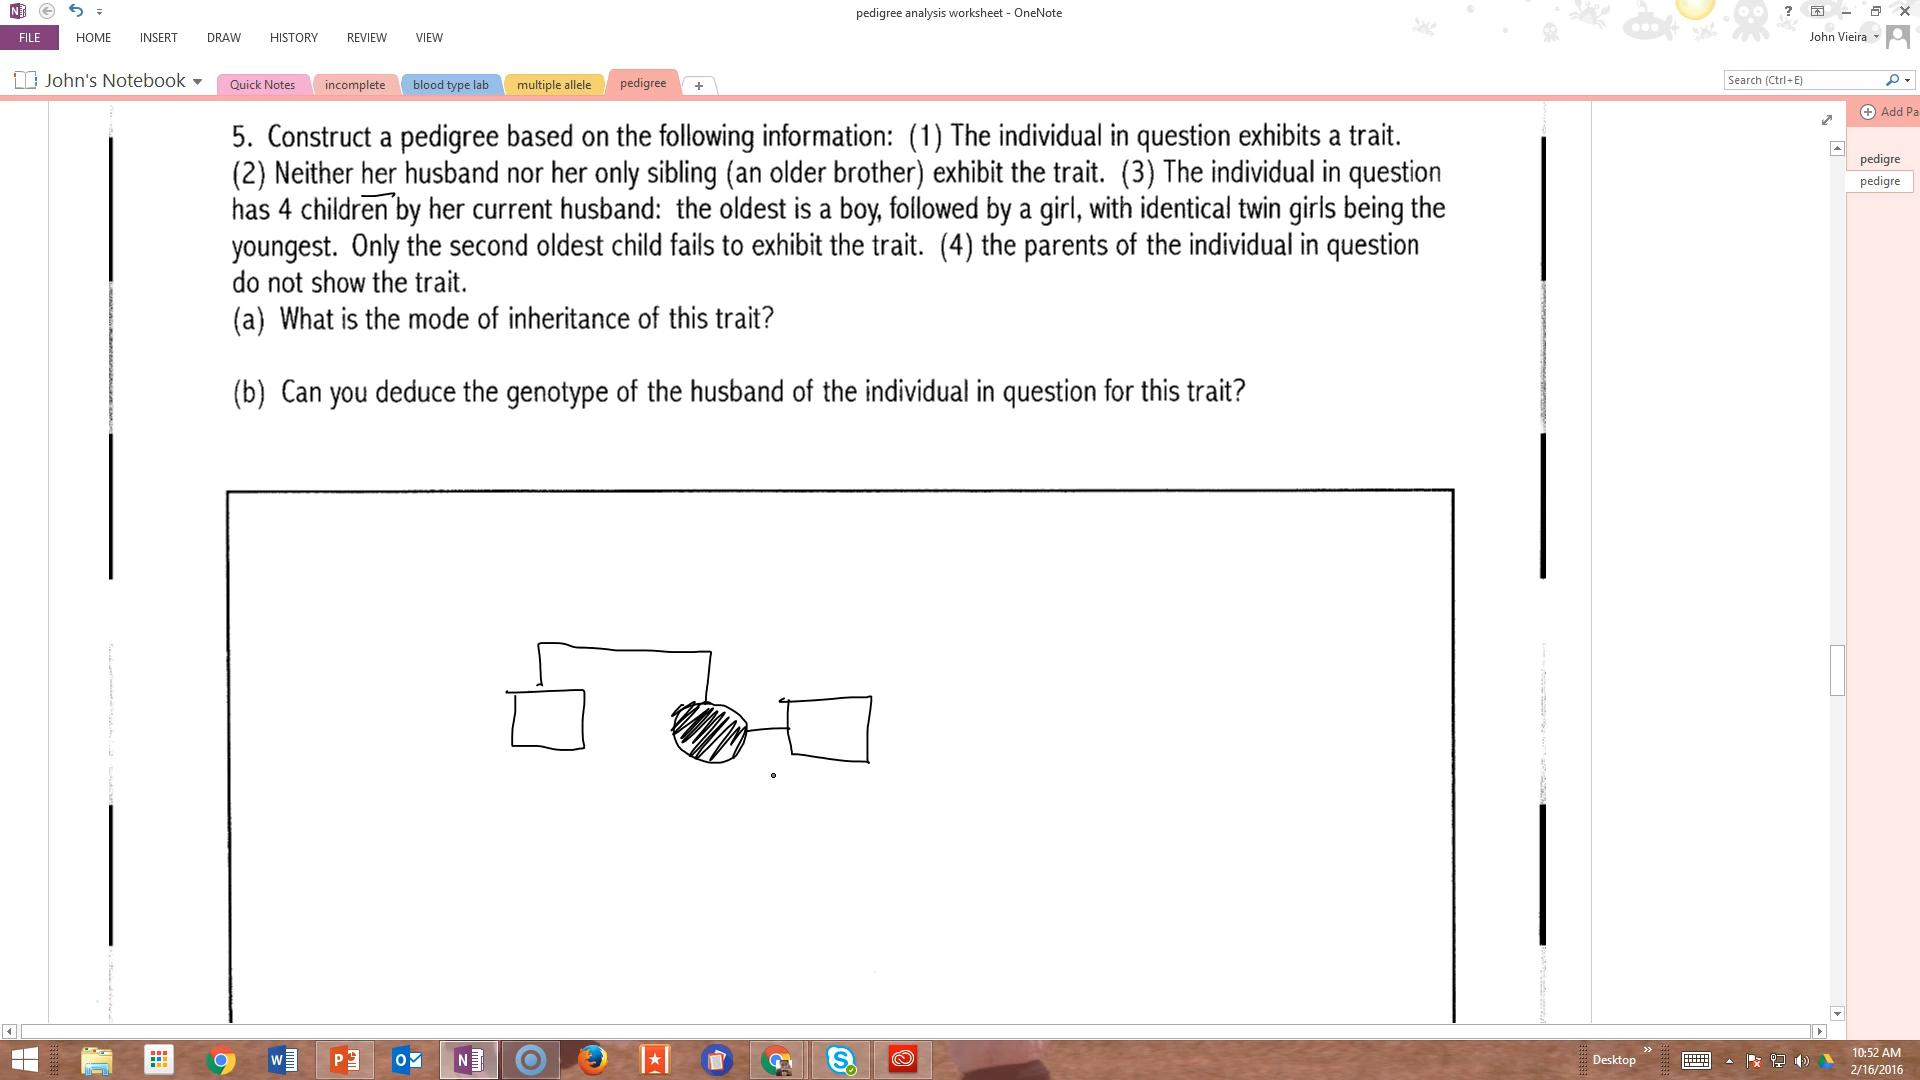 pedigree analysis worksheet - OneNote
?
FILE
HOME
INSERT
DRAW
HISTORY
REVIEW
VIEW
John Vieira
John's Notebook
Quick Notes
incomplete
blood type lab
multiple allele
pedigree
+
Search (Ctrl+E)
Add Pa
pedigre
pedigre
5. Construct a pedigree based on the following information: (1) The individual in question exhibits a trait.
(2) Neither her husband nor her only sibling (an older brother) exhibit the trait. (3) The individual in question
has 4 children by her current husband: the oldest is a boy, followed by a girl, with identical twin girls being the
youngest. Only the second oldest child fails to exhibit the trait. (4) the parents of the individual in question
do not show the trait.
(a) What is the mode of inheritance of this trait?
(b) Can you deduce the genotype of the husband of the individual in question for this trait?
Desktop
10:52 AM
2/16/2016